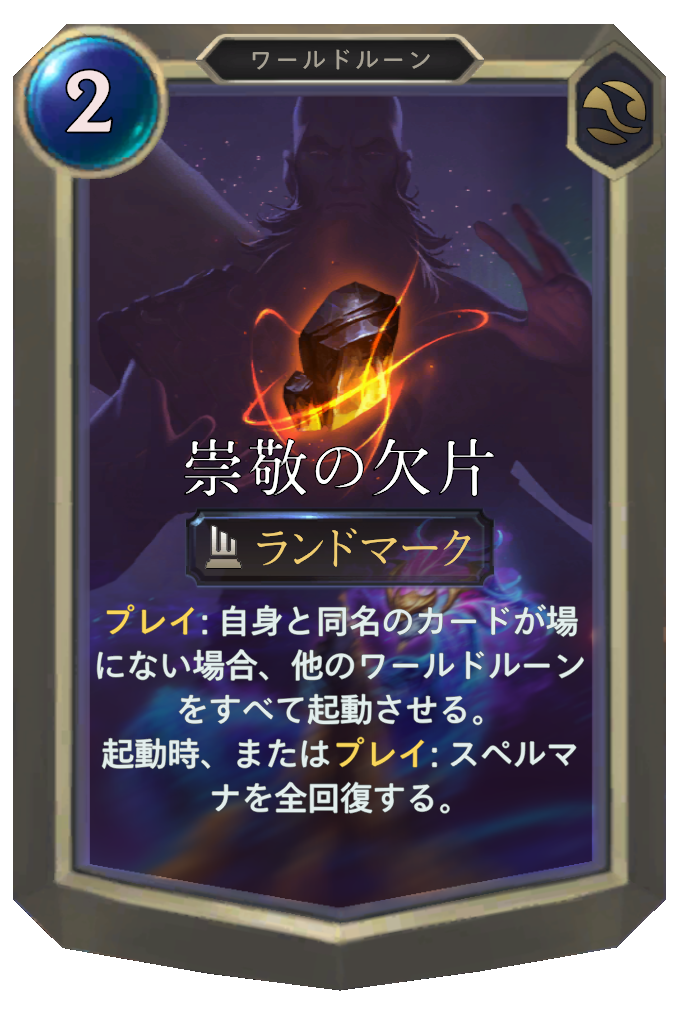 ワールドルーン
2
崇敬の欠片
ランドマーク
プレイ: 自身と同名のカードが場
にない場合、他のワールドルーン
をすべて起動させる。
起動時、またはプレイ: スペルマ
ナを全回復する。